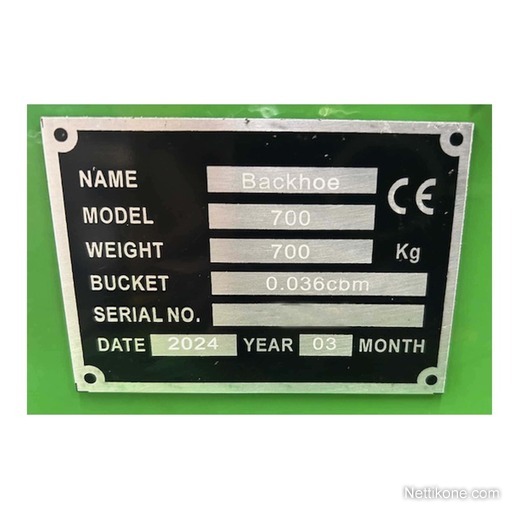 NAME Backhoe CE
MODEL 700
WEIGHT 700 Kg
BUCKET 0.036cbm
SERIAL NO.
DATE 2024 YEAR 03 MONTH
Nettikone.com